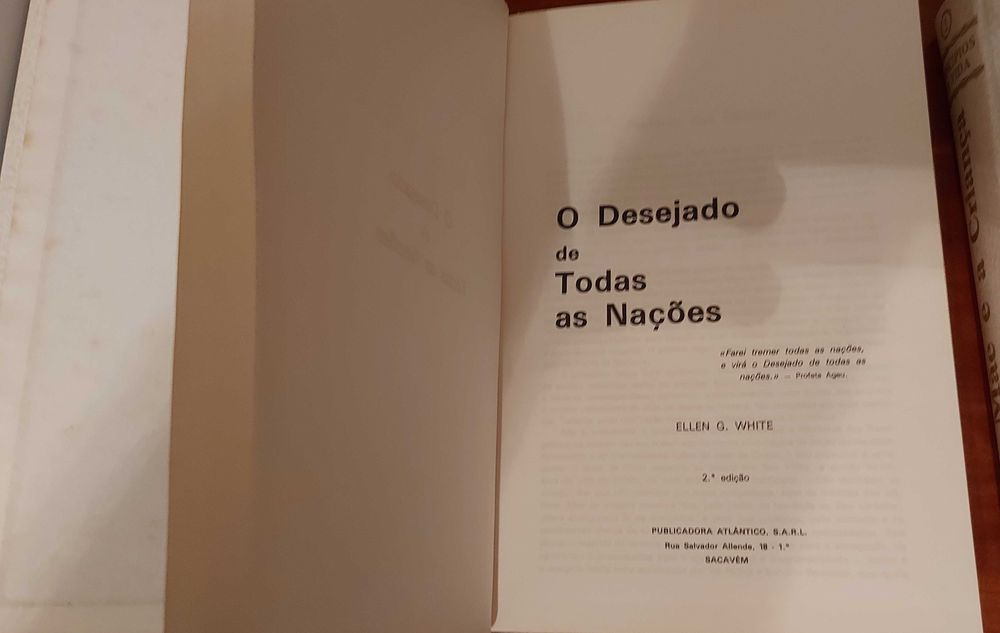 O Desejado
de
Todas
as Nações
«Farei tremer todas as nações,
e virá o Desejado de todas as
nações.» — Profeta Ageu.
ELLEN G. WHITE
2.ª edição
PUBLICADORA ATLÂNTICO, S.A.R.L.
Rua Salvador Allende, 18 - 1.º
SACAVÉM
Criança